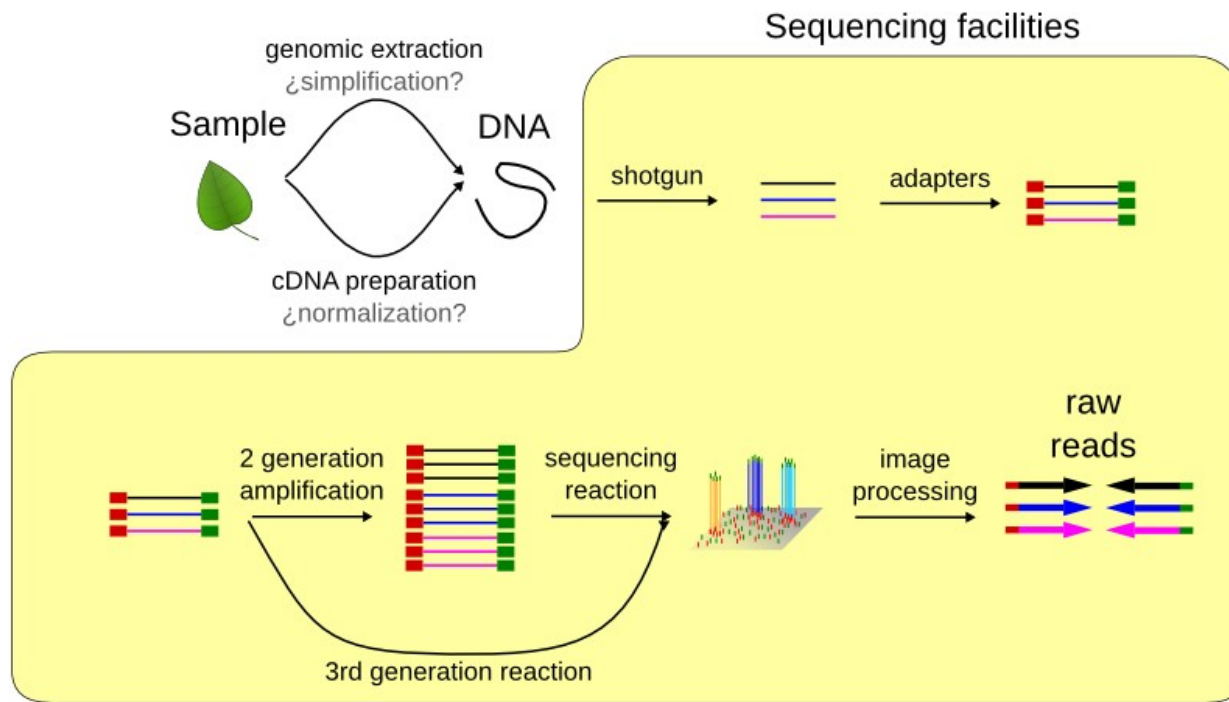 Sequencing facilities
genomic extraction
¿simplification?
Sample
DNA
cDNA preparation
¿normalization?
shotgun
adapters
2 generation
amplification
sequencing
reaction
image
processing
raw
reads
3rd generation reaction